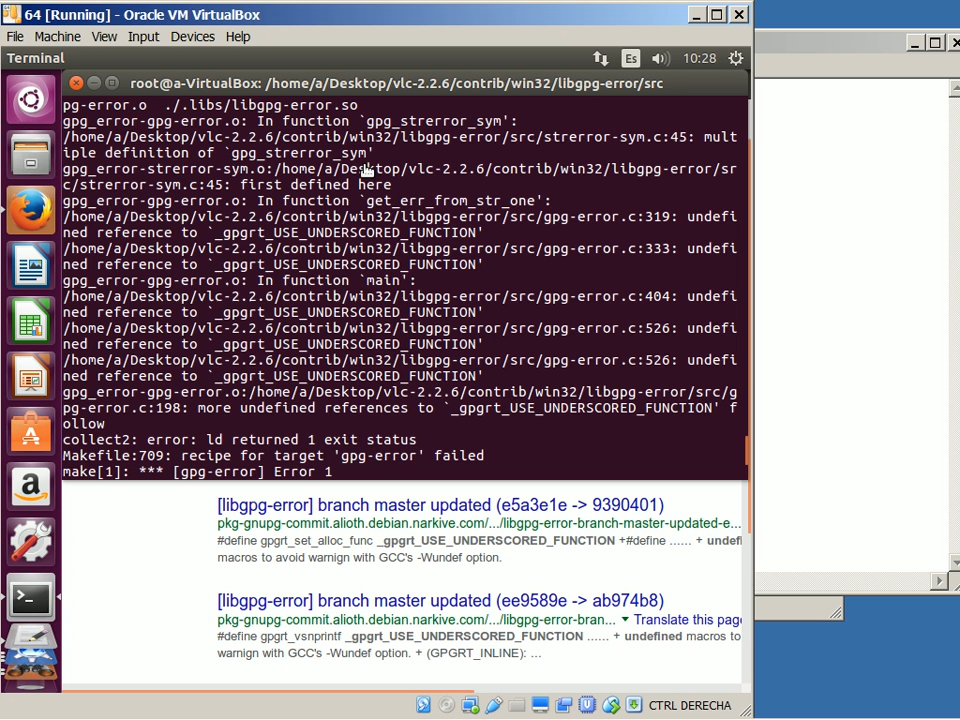 64 [Running] - Oracle VM VirtualBox
File Machine View Input Devices Help
Terminal
Es
10:28
root@a-VirtualBox: /home/a/Desktop/vlc-2.2.6/contrib/win32/libgpg-error/src
pg-error.o  ./.libs/libgpg-error.so
gpg_error-gpg-error.o: In function `gpg_strerror_sym':
/home/a/Desktop/vlc-2.2.6/contrib/win32/libgpg-error/src/strerror-sym.c:45: mult
iple definition of `gpg_strerror_sym'
gpg_error-strerror-sym.o:/home/a/Desktop/vlc-2.2.6/contrib/win32/libgpg-error/sr
c/strerror-sym.c:45: first defined here
gpg_error-gpg-error.o: In function `get_err_from_str_one':
/home/a/Desktop/vlc-2.2.6/contrib/win32/libgpg-error/src/gpg-error.c:319: undefi
ned reference to `_gpgrt_USE_UNDERSCORED_FUNCTION'
/home/a/Desktop/vlc-2.2.6/contrib/win32/libgpg-error/src/gpg-error.c:333: undefi
ned reference to `_gpgrt_USE_UNDERSCORED_FUNCTION'
gpg_error-gpg-error.o: In function `main':
/home/a/Desktop/vlc-2.2.6/contrib/win32/libgpg-error/src/gpg-error.c:404: undefi
ned reference to `_gpgrt_USE_UNDERSCORED_FUNCTION'
/home/a/Desktop/vlc-2.2.6/contrib/win32/libgpg-error/src/gpg-error.c:526: undefi
ned reference to `_gpgrt_USE_UNDERSCORED_FUNCTION'
/home/a/Desktop/vlc-2.2.6/contrib/win32/libgpg-error/src/gpg-error.c:526: undefi
ned reference to `_gpgrt_USE_UNDERSCORED_FUNCTION'
gpg_error-gpg-error.o:/home/a/Desktop/vlc-2.2.6/contrib/win32/libgpg-error/src/g
pg-error.c:198: more undefined references to `_gpgrt_USE_UNDERSCORED_FUNCTION' f
ollow
collect2: error: ld returned 1 exit status
Makefile:709: recipe for target 'gpg-error' failed
make[1]: *** [gpg-error] Error 1
[libgpg-error] branch master updated (e5a3e1e -> 9390401)
pkg-gnupg-commit.alioth.debian.narkive.com/.../libgpg-error-branch-master-updated-e...
#define gpgrt_set_alloc_func _gpgrt_USE_UNDERSCORED_FUNCTION +#define ...... + undefi
macros to avoid warnign with GCC's -Wundef option.
[libgpg-error] branch master updated (ee9589e -> ab974b8)
pkg-gnupg-commit.alioth.debian.narkive.com/.../libgpg-error-bran... ▼ Translate this page
#define gpgrt_vsnprintf _gpgrt_USE_UNDERSCORED_FUNCTION ...... + undefined macros to
warnign with GCC's -Wundef option. + (GPGRT_INLINE): ...
CTRL DERECHA